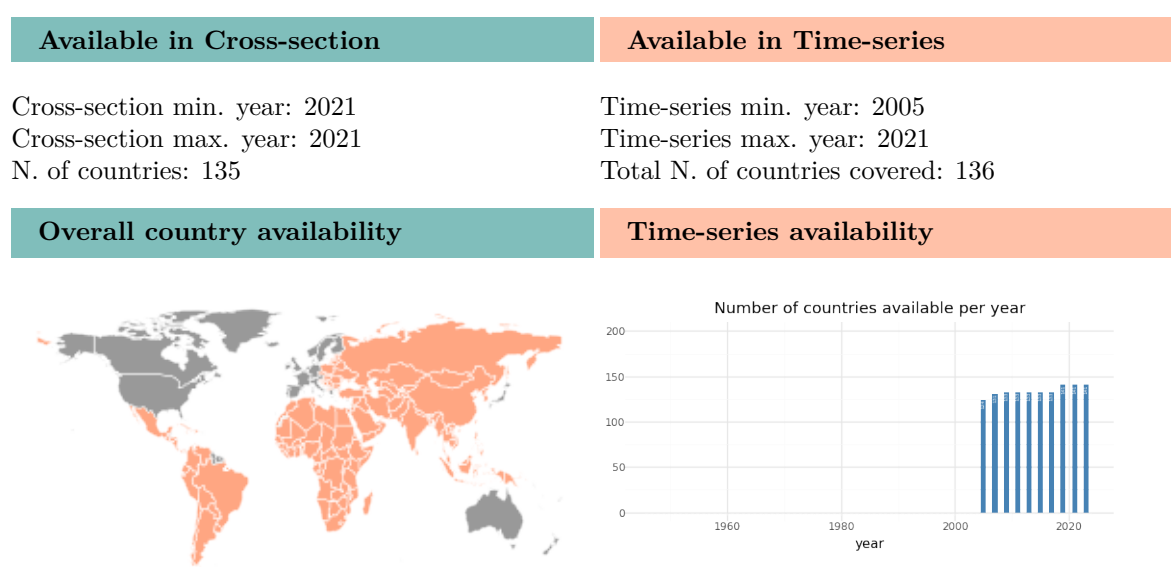 Available in Cross-section
Available in Time-series
Cross-section min. year: 2021
Cross-section max. year: 2021
N. of countries: 135
Time-series min. year: 2005
Time-series max. year: 2021
Total N. of countries covered: 136
Overall country availability
Time-series availability
Number of countries available per year
200
150
100
50
0
1960
1980
2000
2020
year